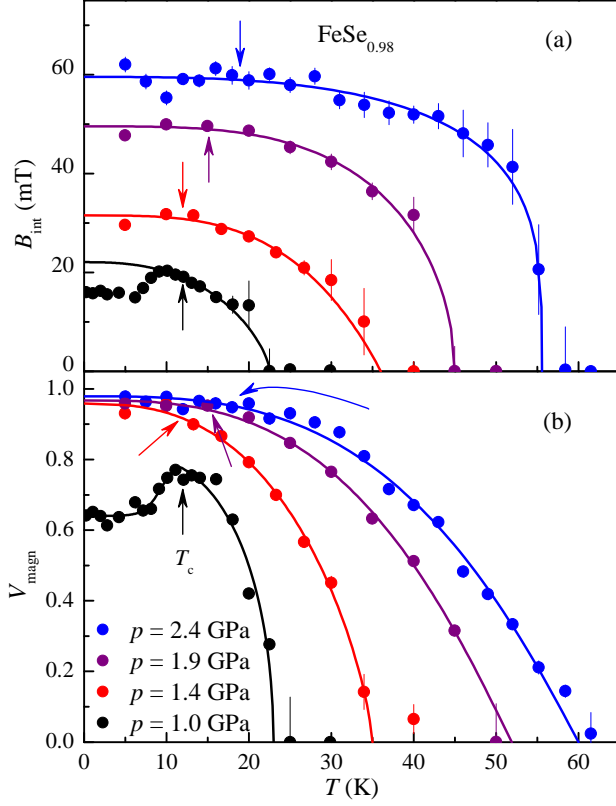 FeSe0.98
(a)
60
40
20
0
Bint (mT)
(b)
1.0
0.8
0.6
0.4
0.2
0.0
Vmagn
Tc
p = 2.4 GPa
p = 1.9 GPa
p = 1.4 GPa
p = 1.0 GPa
0 10 20 30 40 50 60
T (K)